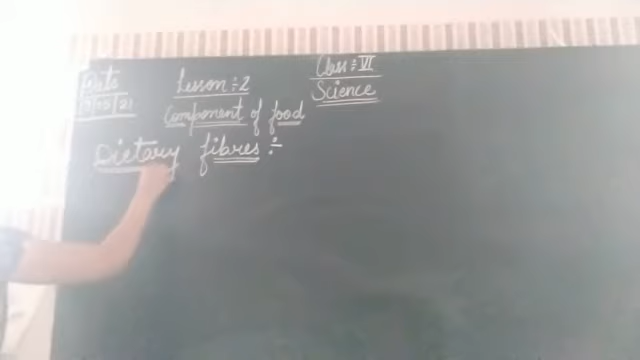 Date Lesson :- 2 Class :- VI
Component of food Science
Dietary fibres :-